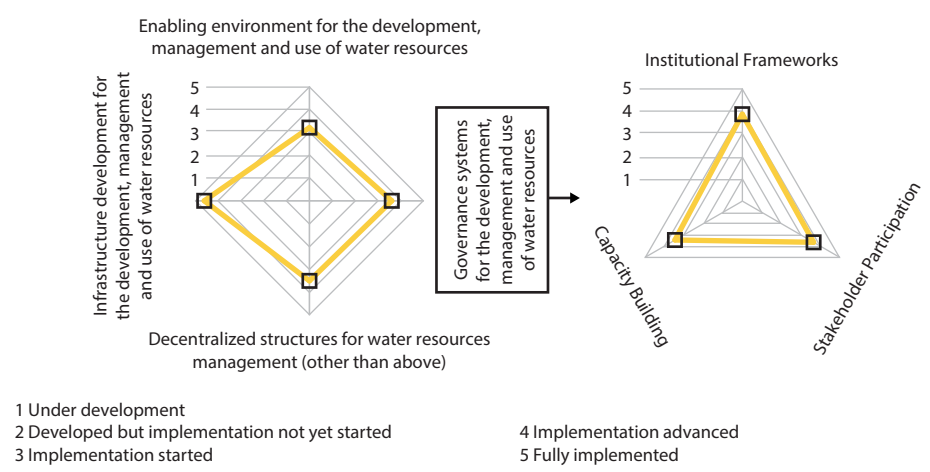 Enabling environment for the development,
management and use of water resources
Infrastructure development for
the development, management
and use of water resources
5
4
3
2
1
Decentralized structures for water resources
management (other than above)
Governance systems
for the development,
management and use
of water resources
Institutional Frameworks
5
4
3
2
1
Capacity Building
Stakeholder Participation
1 Under development
2 Developed but implementation not yet started
3 Implementation started
4 Implementation advanced
5 Fully implemented